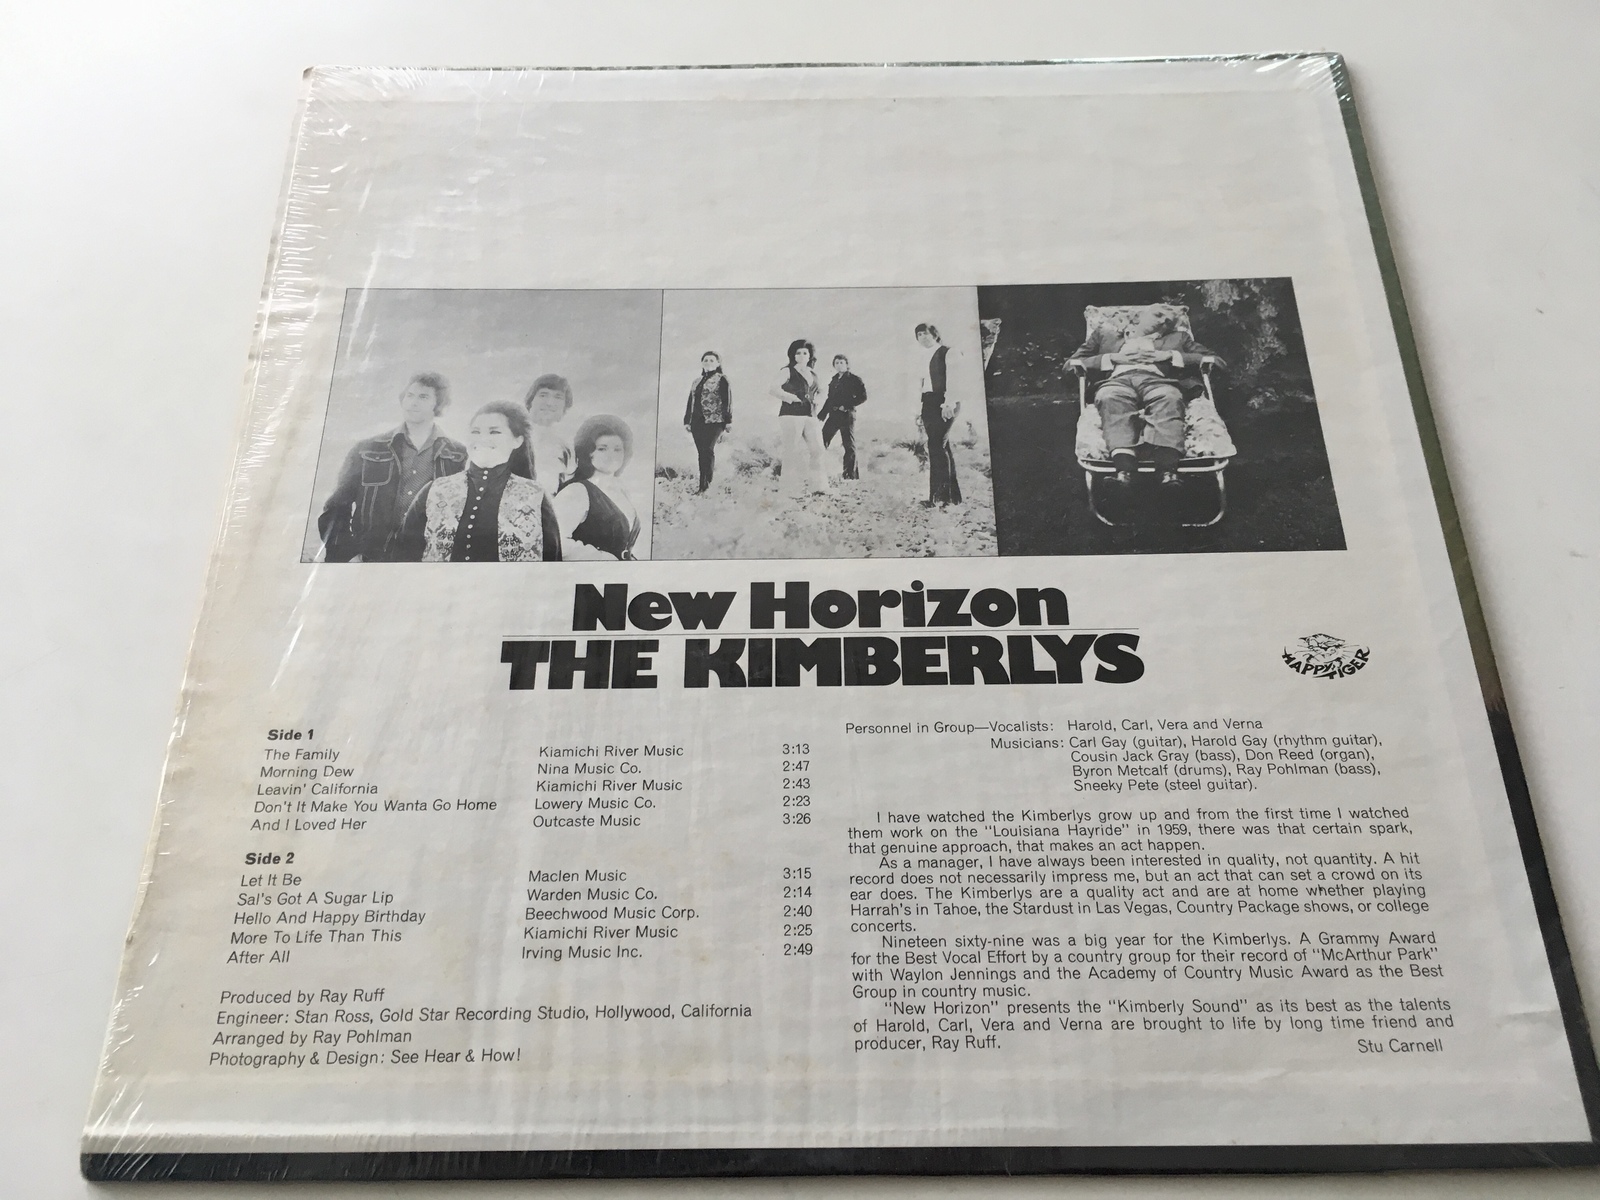 New Horizon
THE KIMBERLYS
HAPPY TIGER
Side 1
The Family Kiamichi River Music 3:13
Morning Dew Nina Music Co. 2:47
Leavin' California Kiamichi River Music 2:43
Don't It Make You Wanta Go Home Lowery Music Co. 2:23
And I Loved Her Outcaste Music 3:26
Side 2
Let It Be Maclen Music 3:15
Sal's Got A Sugar Lip Warden Music Co. 2:14
Hello And Happy Birthday Beechwood Music Corp. 2:40
More To Life Than This Kiamichi River Music 2:25
After All Irving Music Inc. 2:49
Produced by Ray Ruff
Engineer: Stan Ross, Gold Star Recording Studio, Hollywood, California
Arranged by Ray Pohlman
Photography & Design: See Hear & How!
Personnel in Group—Vocalists: Harold, Carl, Vera and Verna
Musicians: Carl Gay (guitar), Harold Gay (rhythm guitar),
Cousin Jack Gray (bass), Don Reed (organ),
Byron Metcalf (drums), Ray Pohlman (bass),
Sneeky Pete (steel guitar).
I have watched the Kimberlys grow up and from the first time I watched
them work on the "Louisiana Hayride" in 1959, there was that certain spark,
that genuine approach, that makes an act happen.
As a manager, I have always been interested in quality, not quantity. A hit
record does not necessarily impress me, but an act that can set a crowd on its
ear does. The Kimberlys are a quality act and are at home whether playing
Harrah's in Tahoe, the Stardust in Las Vegas, Country Package shows, or college
concerts.
Nineteen sixty-nine was a big year for the Kimberlys. A Grammy Award
for the Best Vocal Effort by a country group for their record of "McArthur Park"
with Waylon Jennings and the Academy of Country Music Award as the Best
Group in country music.
"New Horizon" presents the "Kimberly Sound" as its best as the talents
of Harold, Carl, Vera and Verna are brought to life by long time friend and
producer, Ray Ruff.
Stu Carnell